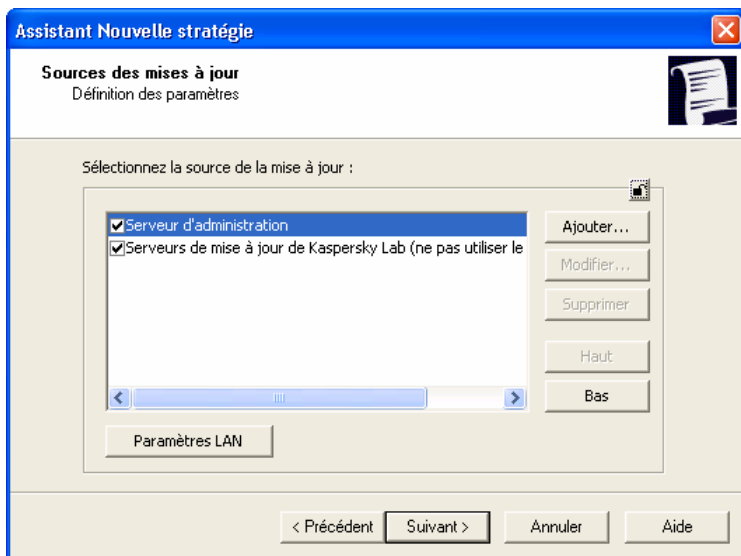 Assistant Nouvelle stratégie
Sources des mises à jour
Définition des paramètres
Sélectionnez la source de la mise à jour :
Serveur d'administration
Serveurs de mise à jour de Kaspersky Lab (ne pas utiliser le
Ajouter...
Modifier...
Supprimer
Haut
Bas
Paramètres LAN
< Précédent
Suivant >
Annuler
Aide